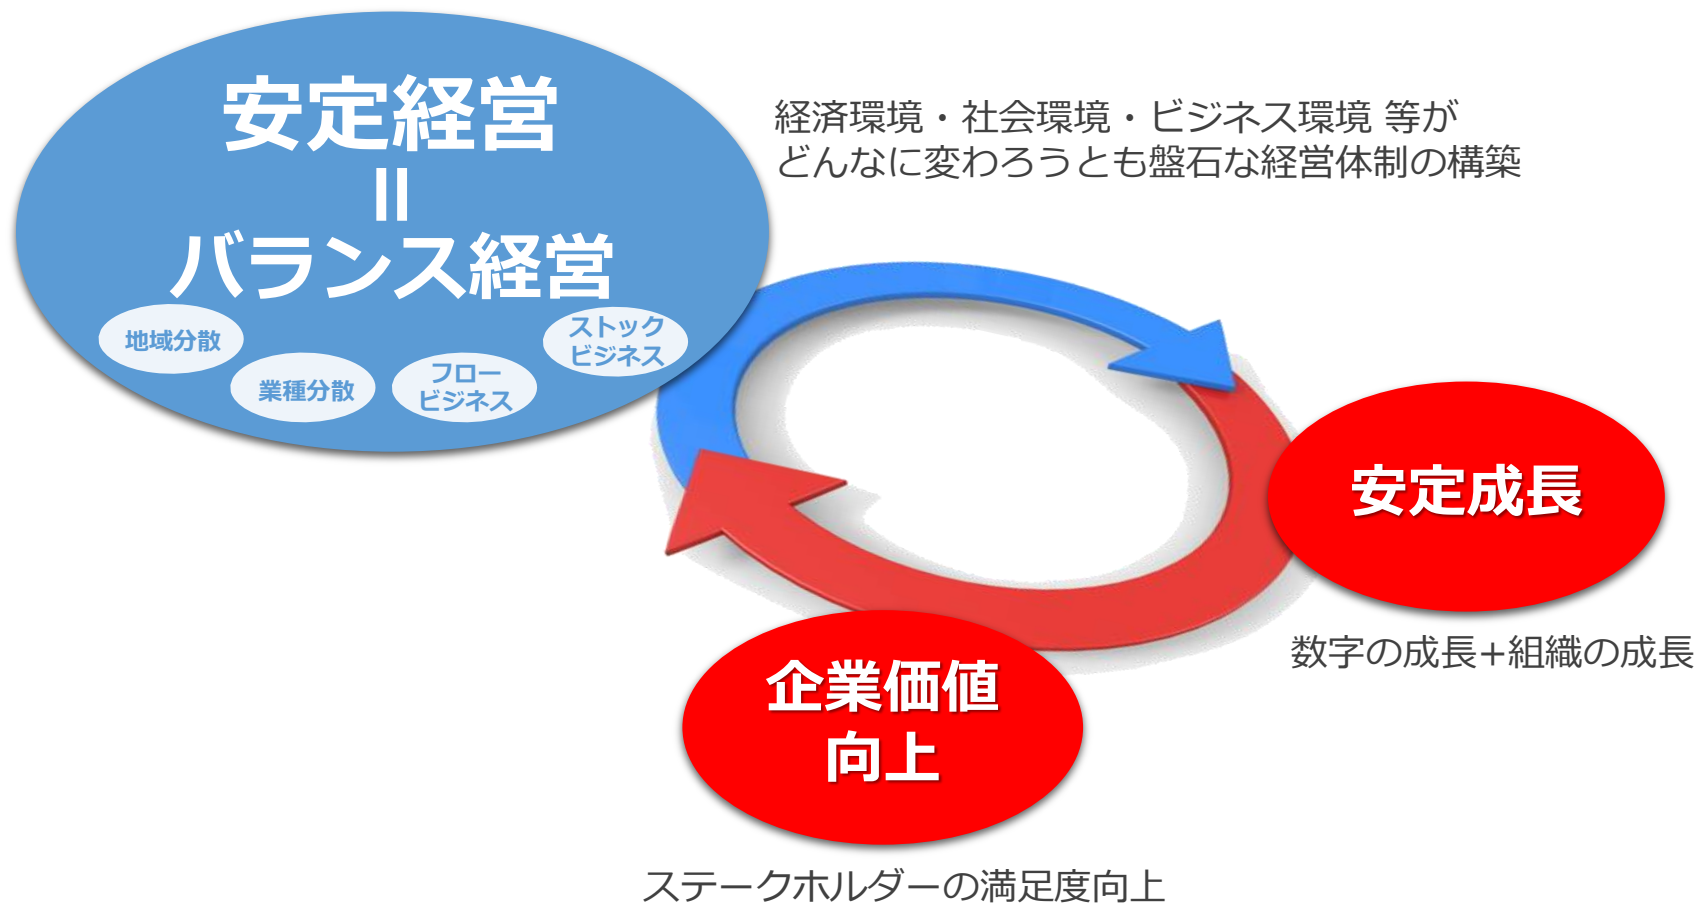 安定経営
=
バランス経営
地域分散
業種分散
フロー
ビジネス
ストック
ビジネス
経済環境・社会環境・ビジネス環境 等が
どんなに変わろうとも盤石な経営体制の構築
安定成長
数字の成長+組織の成長
企業価値
向上
ステークホルダーの満足度向上